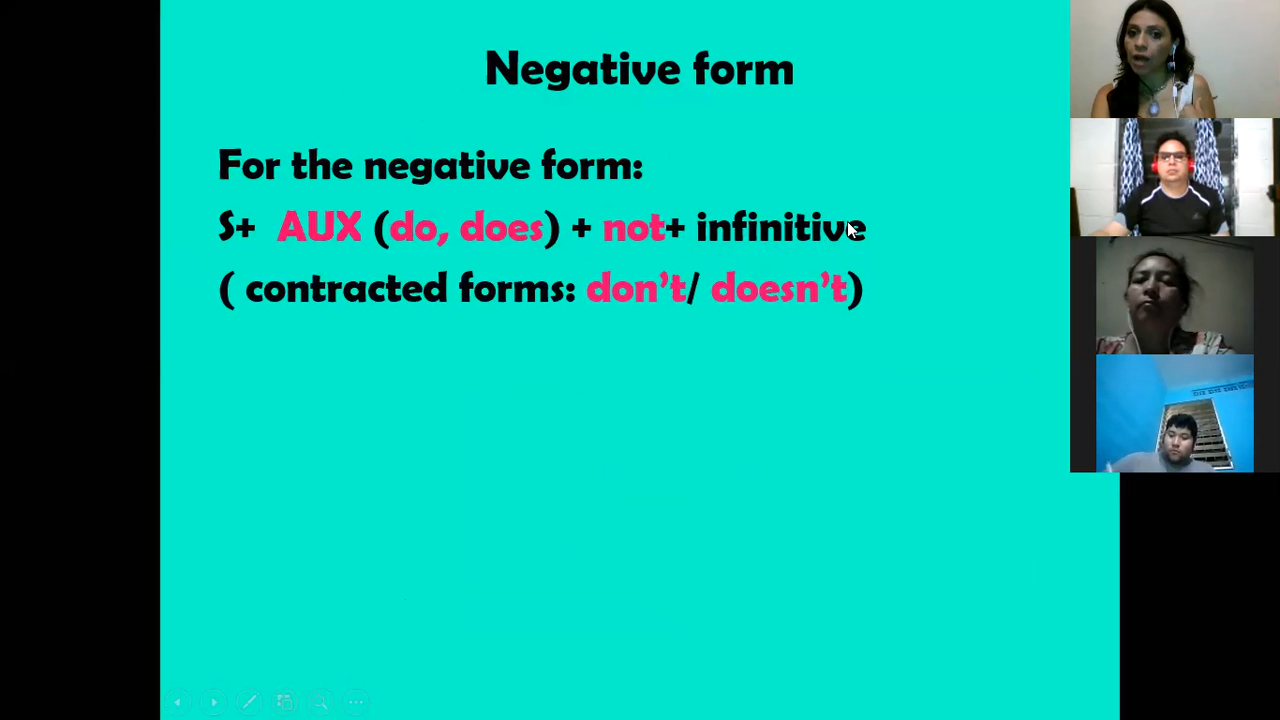 Negative form
For the negative form:
S+ AUX (do, does) + not+ infinitive
( contracted forms: don’t/ doesn’t)